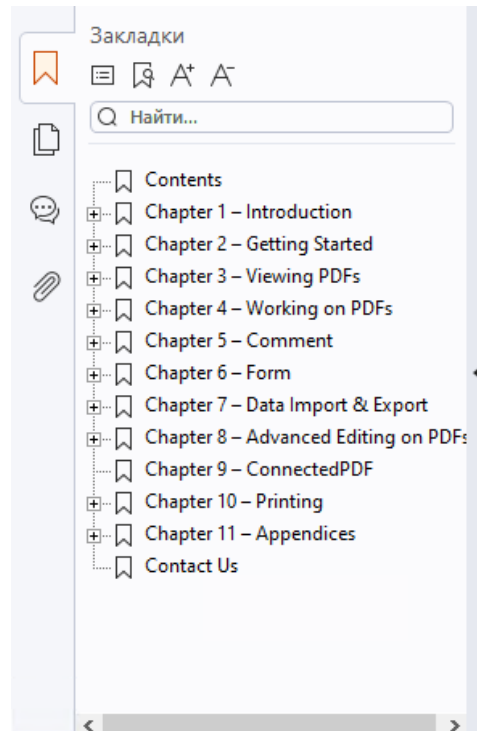 Закладки
Найти...
Contents
Chapter 1 – Introduction
Chapter 2 – Getting Started
Chapter 3 – Viewing PDFs
Chapter 4 – Working on PDFs
Chapter 5 – Comment
Chapter 6 – Form
Chapter 7 – Data Import & Export
Chapter 8 – Advanced Editing on PDFs
Chapter 9 – ConnectedPDF
Chapter 10 – Printing
Chapter 11 – Appendices
Contact Us